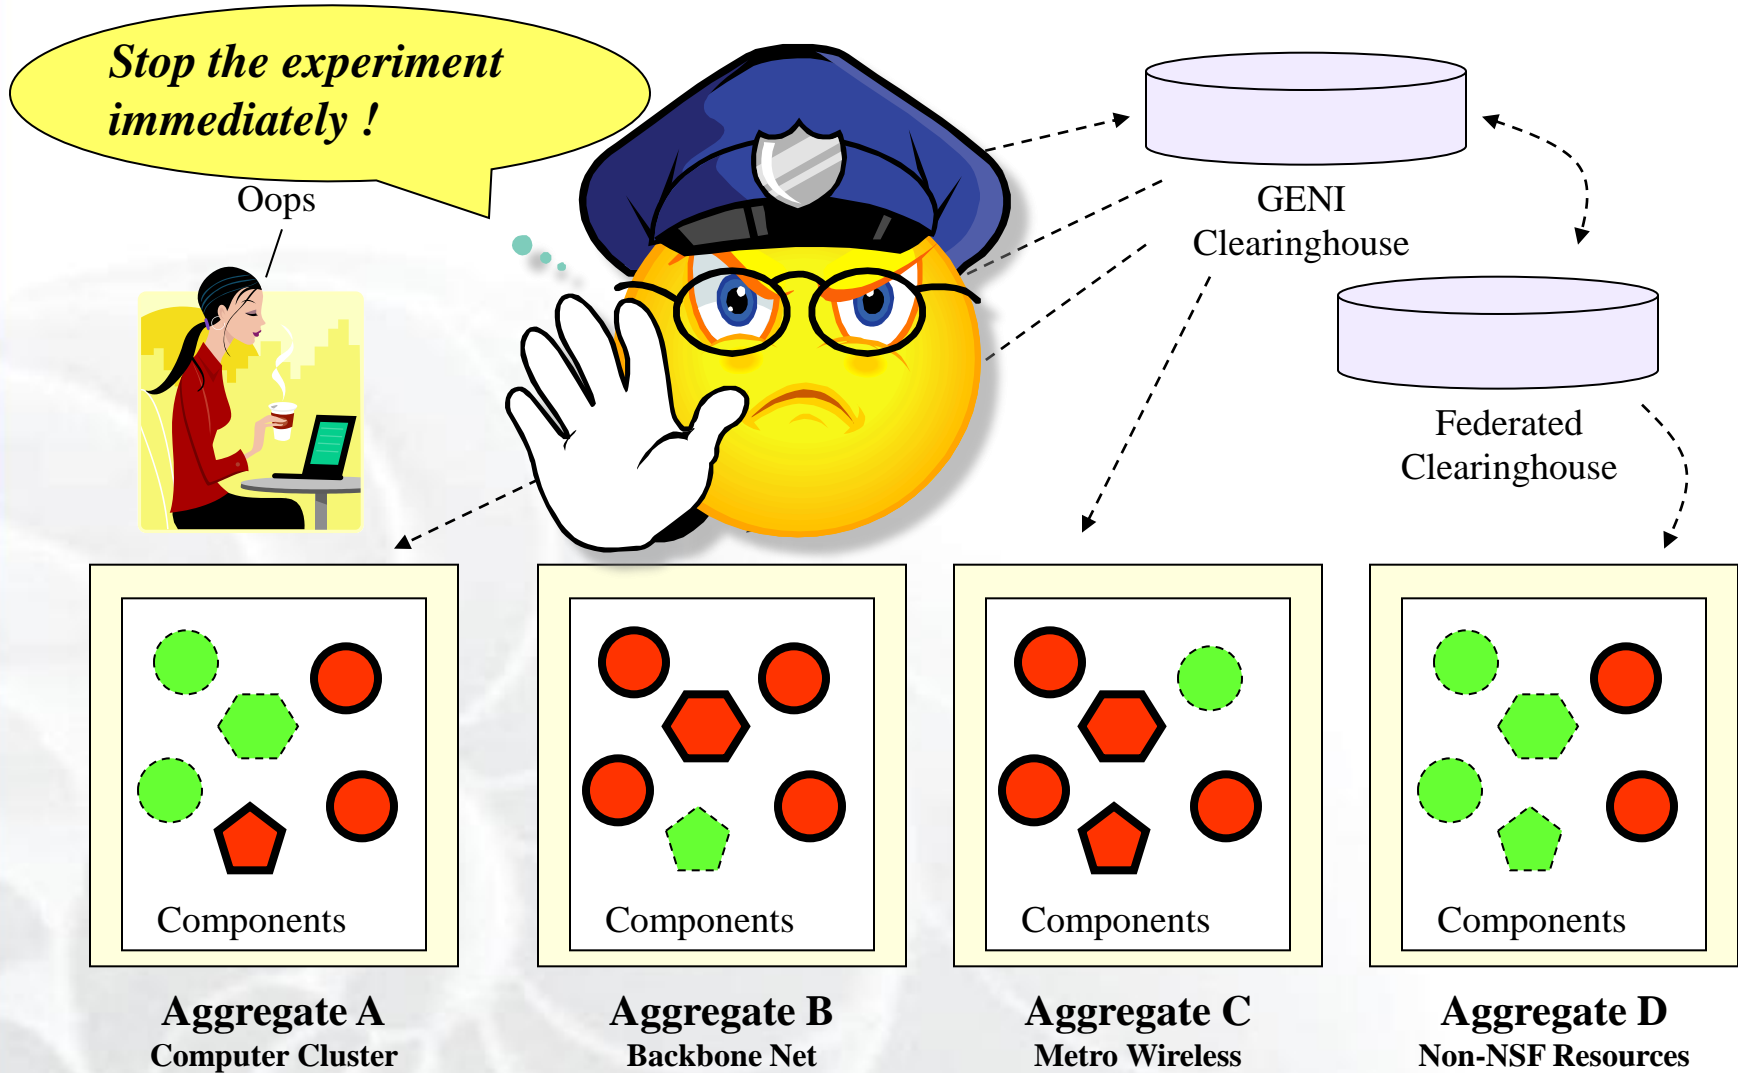 Stop the experiment
immediately !
Oops
GENI
Clearinghouse
Federated
Clearinghouse
Components
Components
Components
Components
Aggregate A
Computer Cluster
Aggregate B
Backbone Net
Aggregate C
Metro Wireless
Aggregate D
Non-NSF Resources